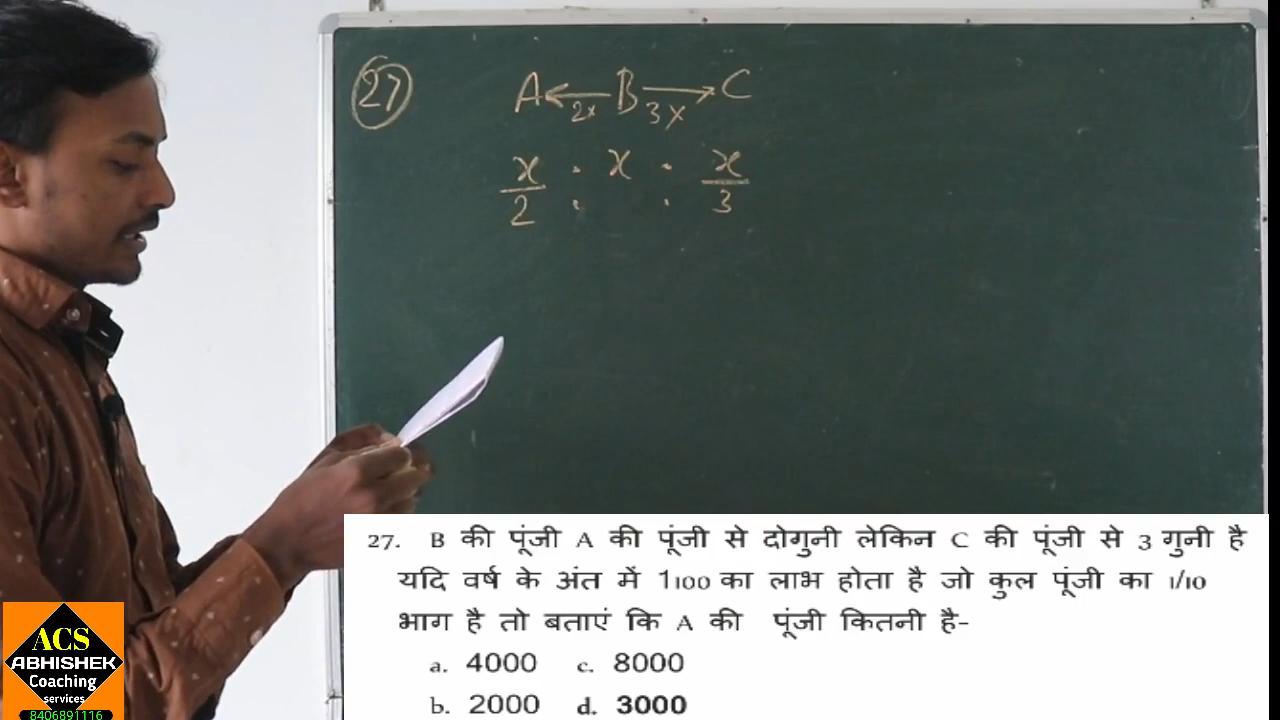 27
A ← B → C
2x 3x
x/2 : x : x/3
27. B की पूंजी A की पूंजी से दोगुनी लेकिन C की पूंजी से 3 गुनी है
यदि वर्ष के अंत में 1100 का लाभ होता है जो कुल पूंजी का 1/10
भाग है तो बताएं कि A की पूंजी कितनी है-
a. 4000 c. 8000
b. 2000 d. 3000
ACS
ABHISHEK
Coaching
services
8406891116